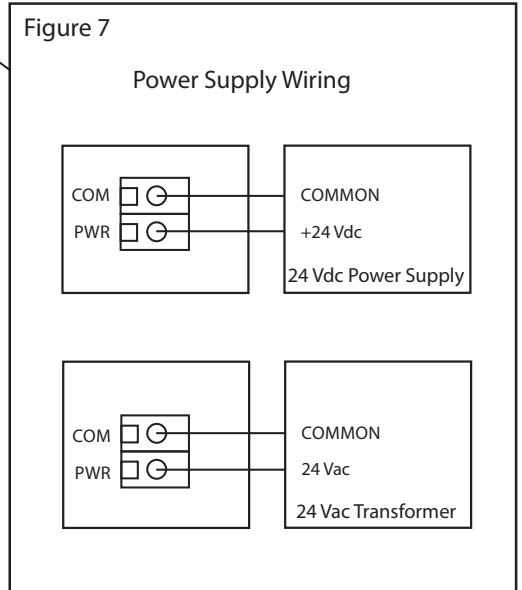 Figure 7
Power Supply Wiring
COM
COMMON
PWR
+24 Vdc
24 Vdc Power Supply
COM
COMMON
PWR
24 Vac
24 Vac Transformer